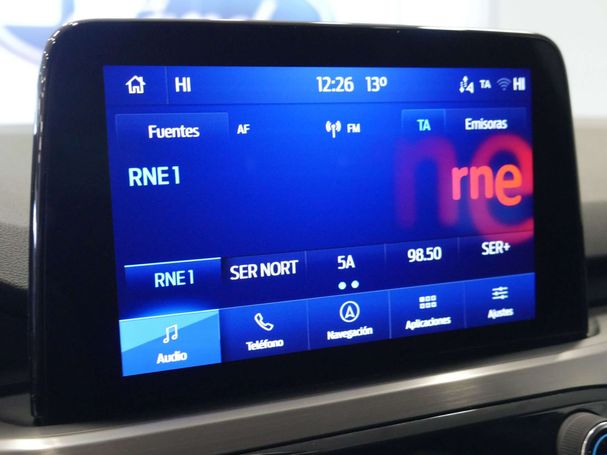 HI 12:26 13º TA HI
Fuentes AF FM TA Emisoras
RNE 1
rne
RNE 1 SER NORT 5A 98.50 SER+
Audio Teléfono Navegación Aplicaciones Ajustes